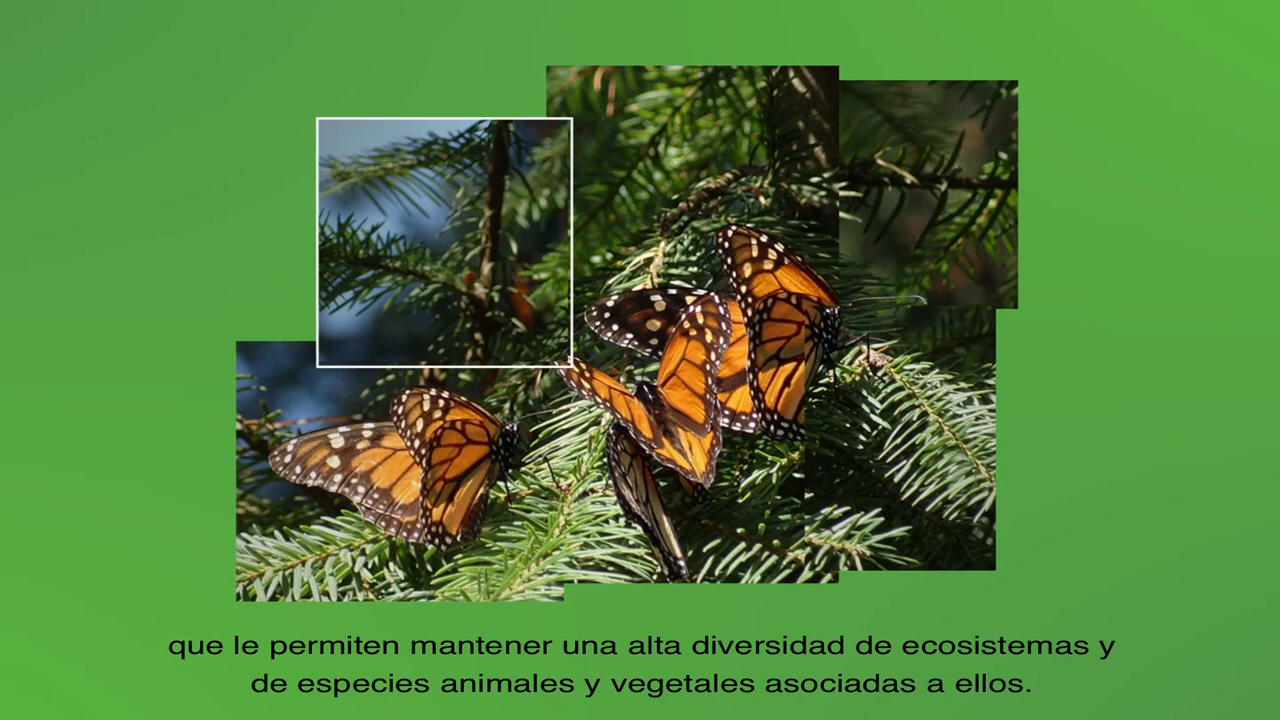 que le permiten mantener una alta diversidad de ecosistemas y
de especies animales y vegetales asociadas a ellos.